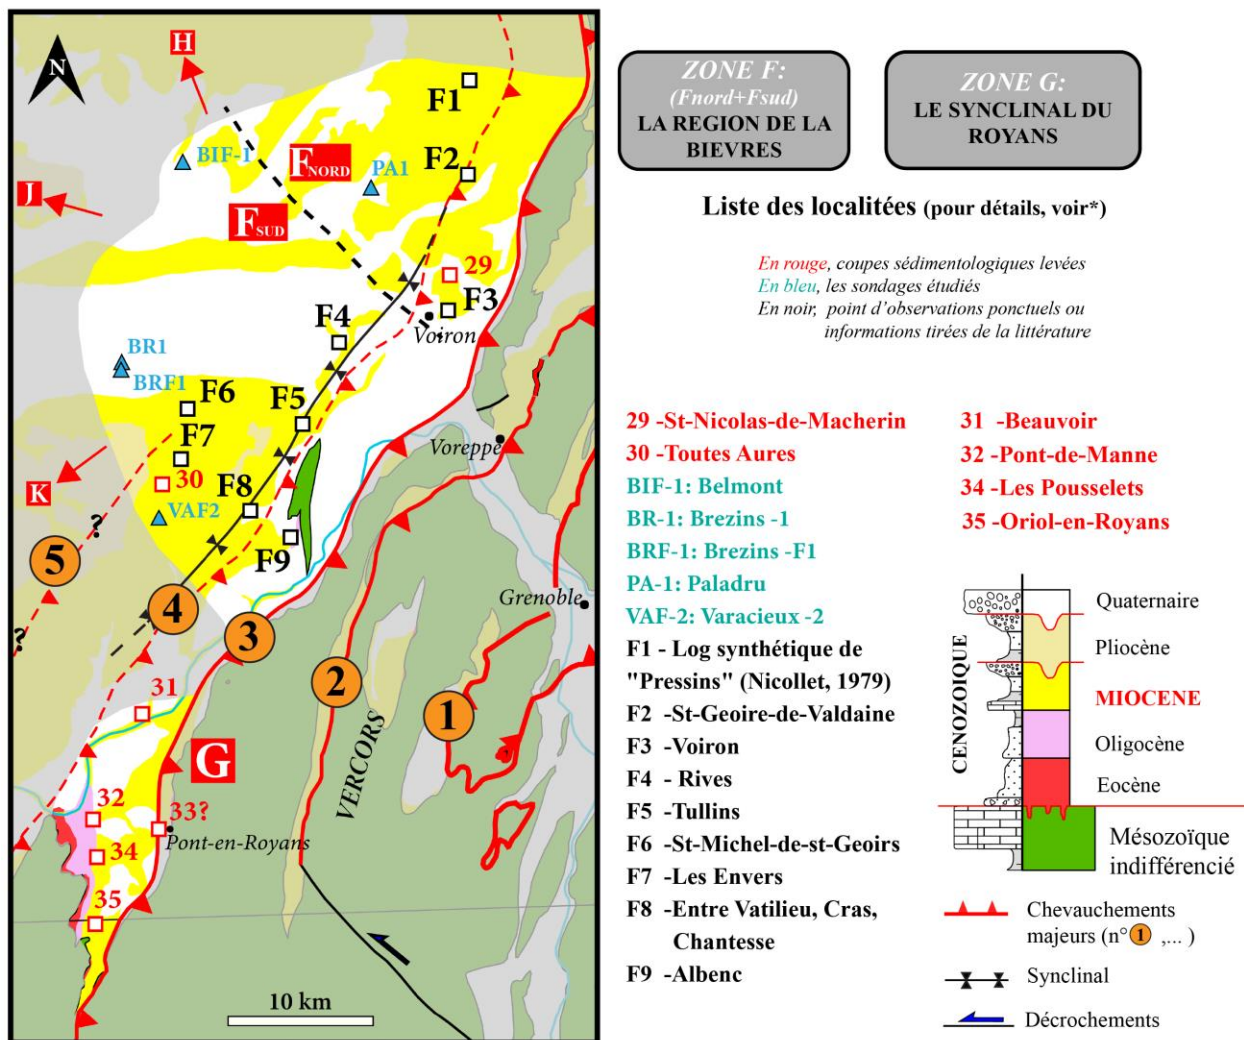 N
H
F1
F2
BIF-1
FNORD
PA1
J
FSUD
29
F3
F4
Voiron
BR1
BRF1
F6
F5
F7
Voreppe
30
K
F8
VAF2
?
F9
5
4
3
Grenoble
?
2
1
31
VERCORS
G
32
33?
Pont-en-Royans
34
35
10 km
ZONE F:
(Fnord+Fsud)
LA REGION DE LA
BIEVRES
ZONE G:
LE SYNCLINAL DU
ROYANS
Liste des localitées (pour détails, voir*)
En rouge, coupes sédimentologiques levées
En bleu, les sondages étudiés
En noir, point d'observations ponctuels ou
informations tirées de la littérature
29 -St-Nicolas-de-Macherin
30 -Toutes Aures
BIF-1: Belmont
BR-1: Brezins -1
BRF-1: Brezins -F1
PA-1: Paladru
VAF-2: Varacieux -2
F1 - Log synthétique de
"Pressins" (Nicollet, 1979)
F2 -St-Geoire-de-Valdaine
F3 -Voiron
F4 - Rives
F5 -Tullins
F6 -St-Michel-de-st-Geoirs
F7 -Les Envers
F8 -Entre Vatilieu, Cras,
Chantesse
F9 -Albenc
31 -Beauvoir
32 -Pont-de-Manne
34 -Les Pousselets
35 -Oriol-en-Royans
CENOZOIQUE
Quaternaire
Pliocène
MIOCENE
Oligocène
Eocène
Mésozoïque
indifférencié
Chevauchements
majeurs (n° 1 ,... )
Synclinal
Décrochements